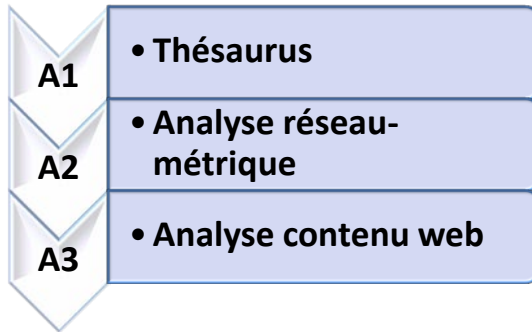 A1
• Thésaurus
A2
• Analyse réseau-
métrique
A3
• Analyse contenu web